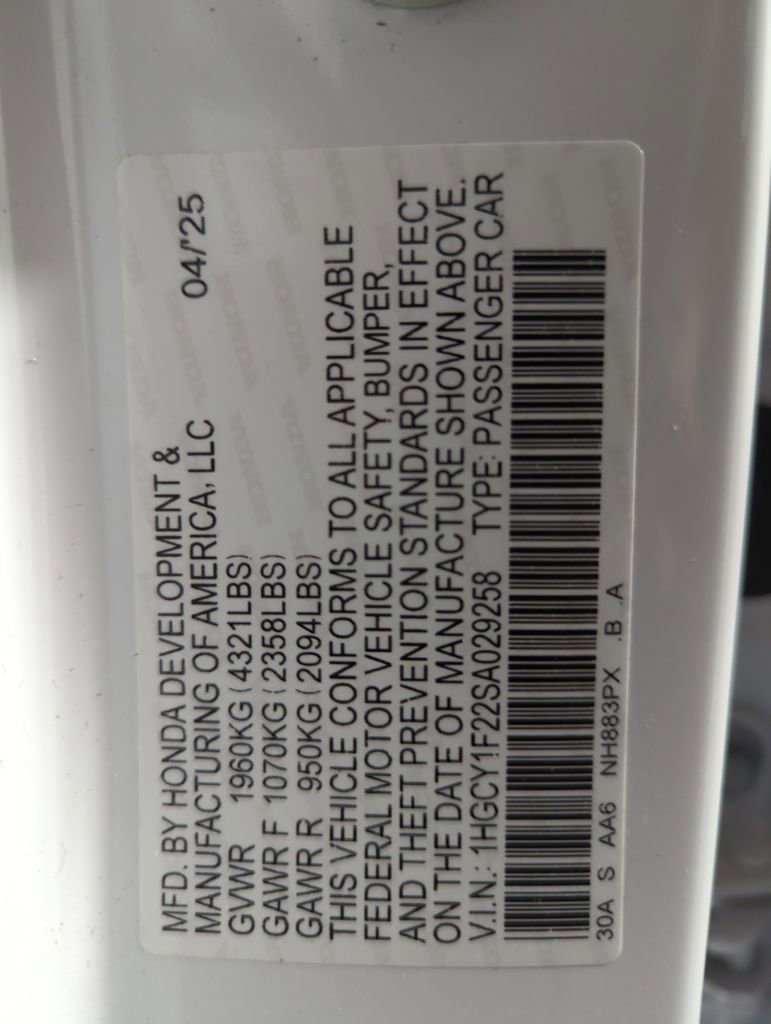 MFD. BY HONDA DEVELOPMENT &
MANUFACTURING OF AMERICA, LLC 04/'25
GVWR 1960KG (4321LBS)
GAWR F 1070KG (2358LBS)
GAWR R 950KG (2094LBS)
THIS VEHICLE CONFORMS TO ALL APPLICABLE
FEDERAL MOTOR VEHICLE SAFETY, BUMPER,
AND THEFT PREVENTION STANDARDS IN EFFECT
ON THE DATE OF MANUFACTURE SHOWN ABOVE.
V.I.N.: 1HGCY1F22SA029258 TYPE: PASSENGER CAR
30A S AA6 NH883PX .B .A